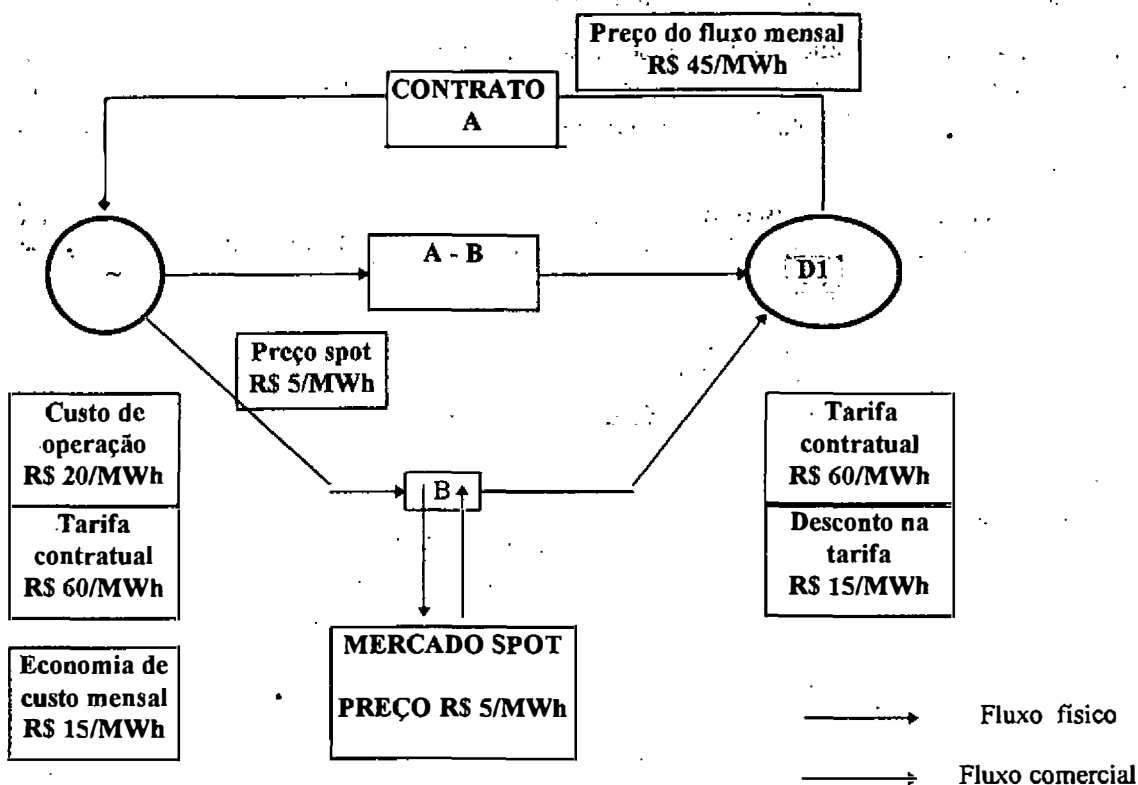 Preço do fluxo mensal
R$ 45/MWh
CONTRATO
A
~
A - B
D1
Preço spot
R$ 5/MWh
Custo de
operação
R$ 20/MWh
Tarifa
contratual
R$ 60/MWh
Economia de
custo mensal
R$ 15/MWh
B
MERCADO SPOT
PREÇO R$ 5/MWh
Tarifa
contratual
R$ 60/MWh
Desconto na
tarifa
R$ 15/MWh
Fluxo físico
Fluxo comercial